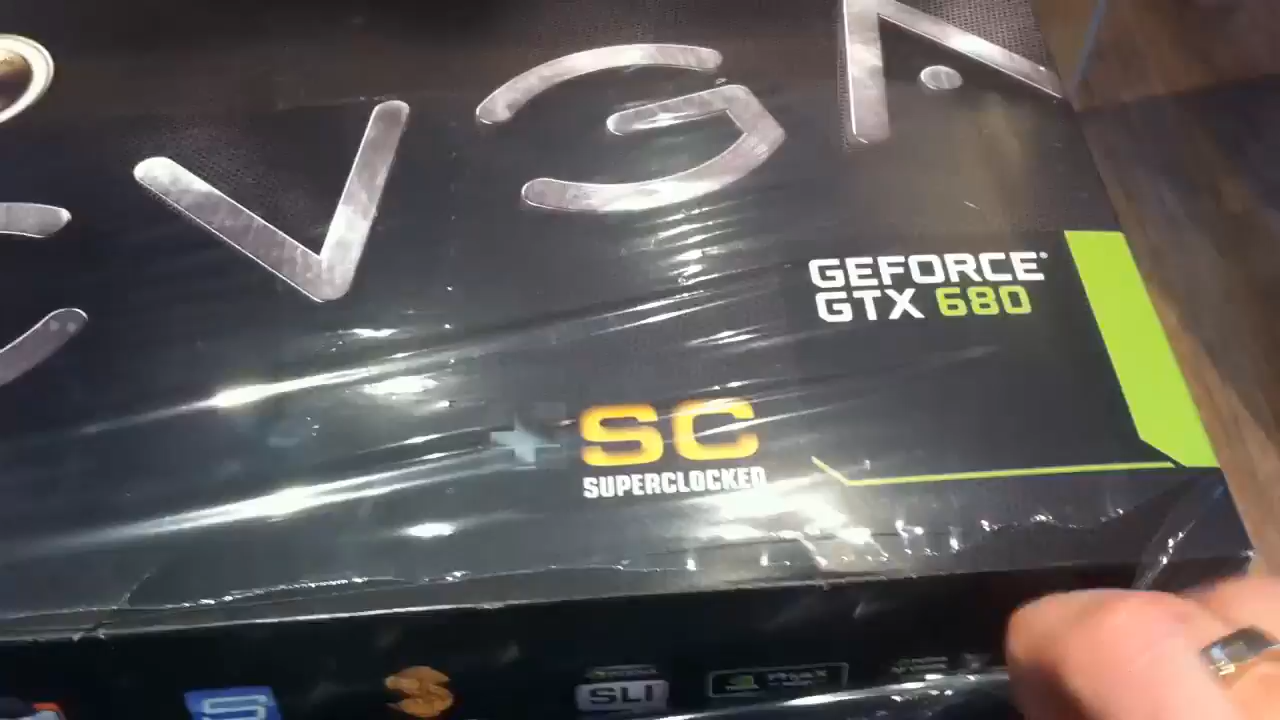 EVGA
GEFORCE®
GTX 680
SC
SUPERCLOCKED
SLI